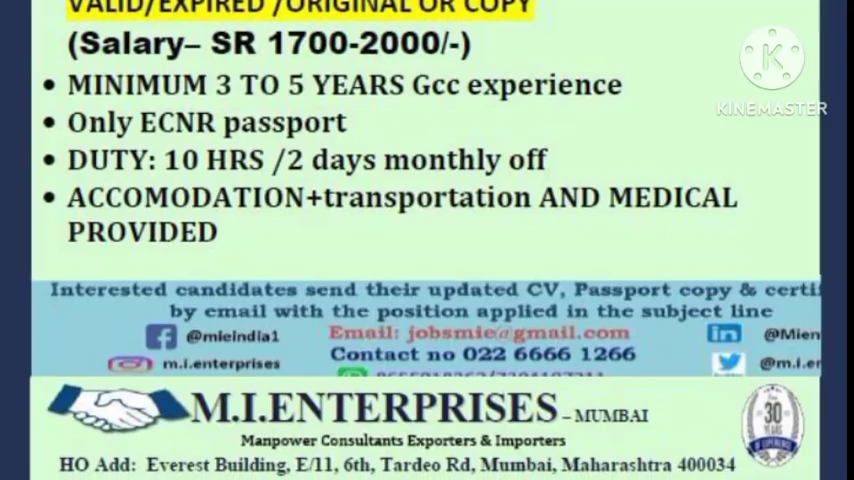 VALID/EXPIRED /ORIGINAL OR COPY
(Salary– SR 1700-2000/-)
• MINIMUM 3 TO 5 YEARS Gcc experience
• Only ECNR passport
• DUTY: 10 HRS /2 days monthly off
• ACCOMODATION+transportation AND MEDICAL
PROVIDED
KINEMASTER
Interested candidates send their updated CV, Passport copy & certi
by email with the position applied in the subject line
@mieindia1
Email: jobsmie@gmail.com
@Mien
Contact no 022 6666 1266
m.i.enterprises
@m.i.er
M.I.ENTERPRISES – MUMBAI
Manpower Consultants Exporters & Importers
30
YEARS
HO Add: Everest Building, E/11, 6th, Tardeo Rd, Mumbai, Maharashtra 400034